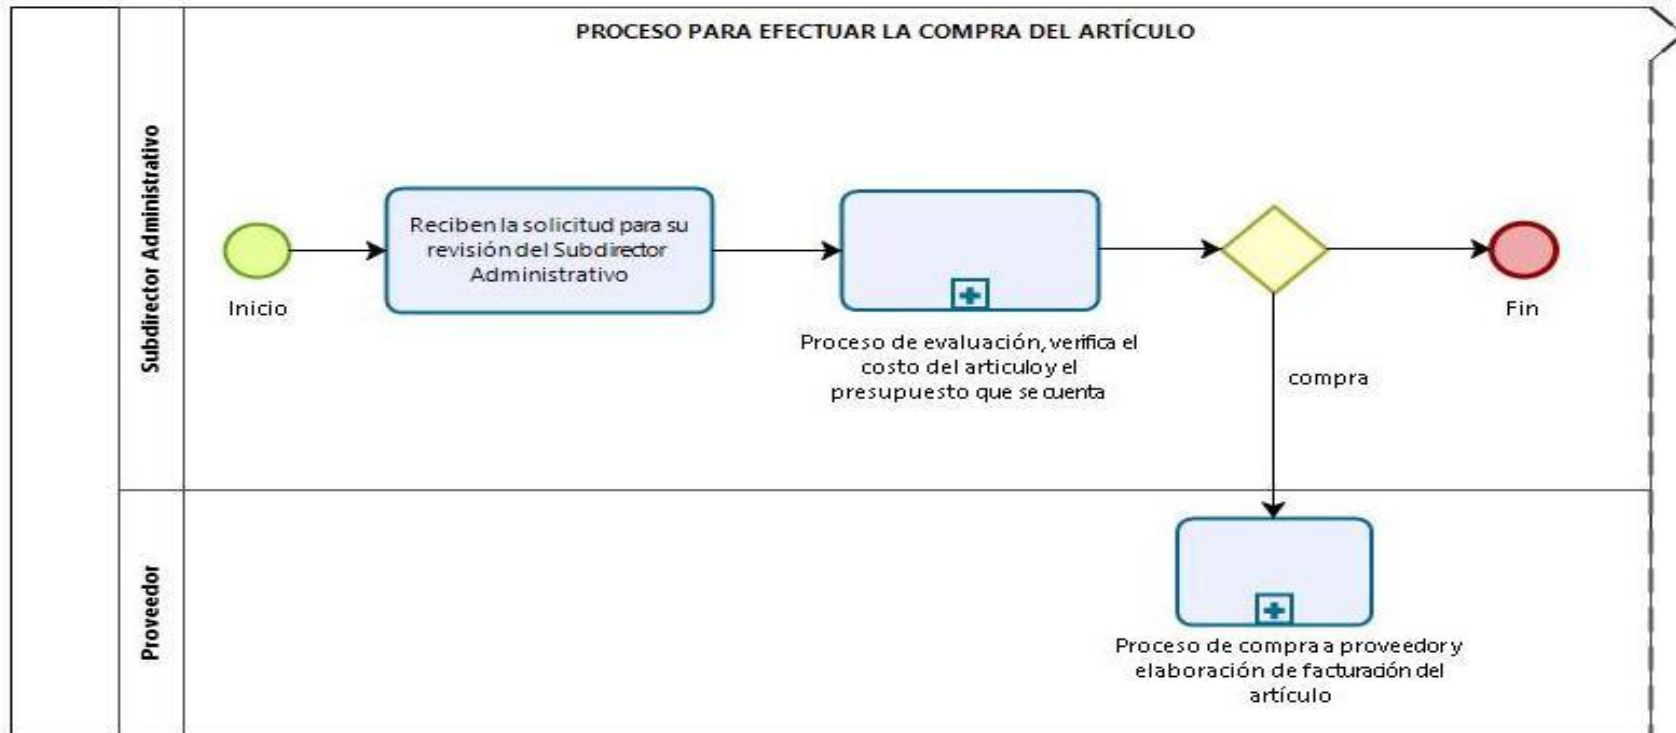 PROCESO PARA EFECTUAR LA COMPRA DEL ARTÍCULO
Subdirector Administrativo
Reciben la solicitud para su
revisión del Subdirector
Administrativo
Inicio
Proceso de evaluación, verifica el
costo del articulo y el
presupuesto que se cuenta
Fin
compra
Proveedor
Proceso de compra a proveedor y
elaboración de facturación del
artículo